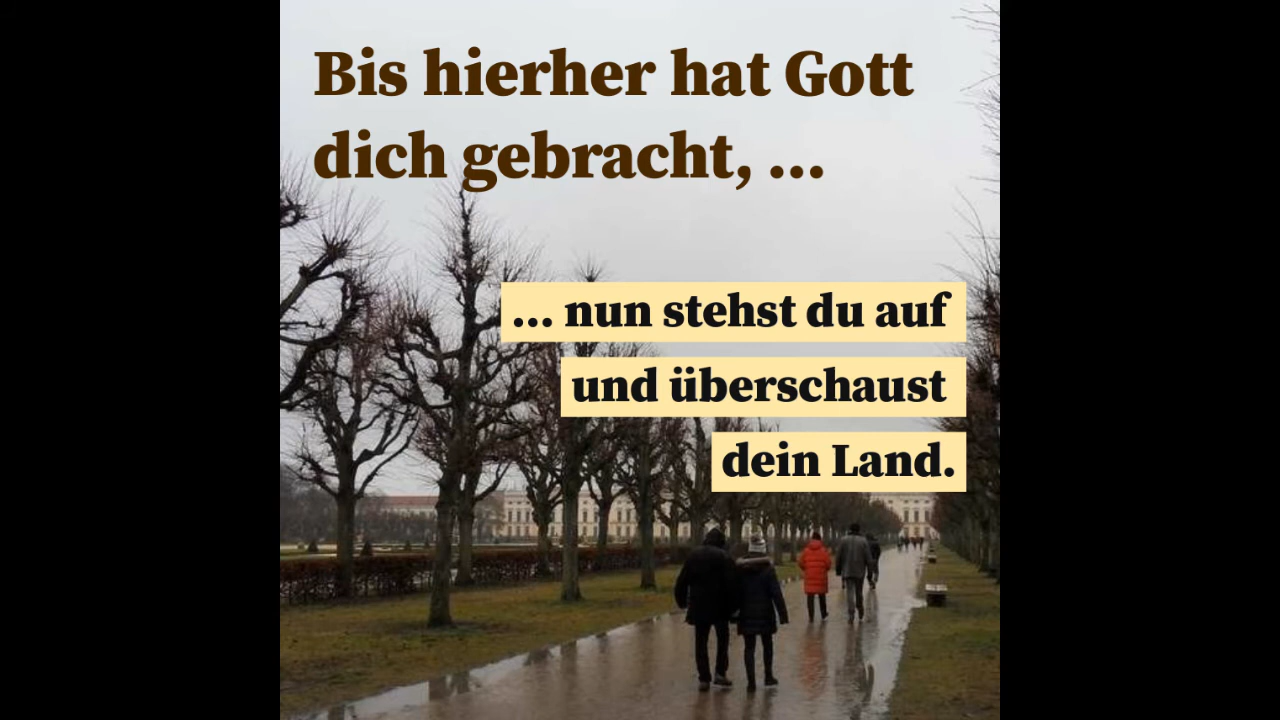 Bis hierher hat Gott
dich gebracht, ...
... nun stehst du auf
und überschaust
dein Land.